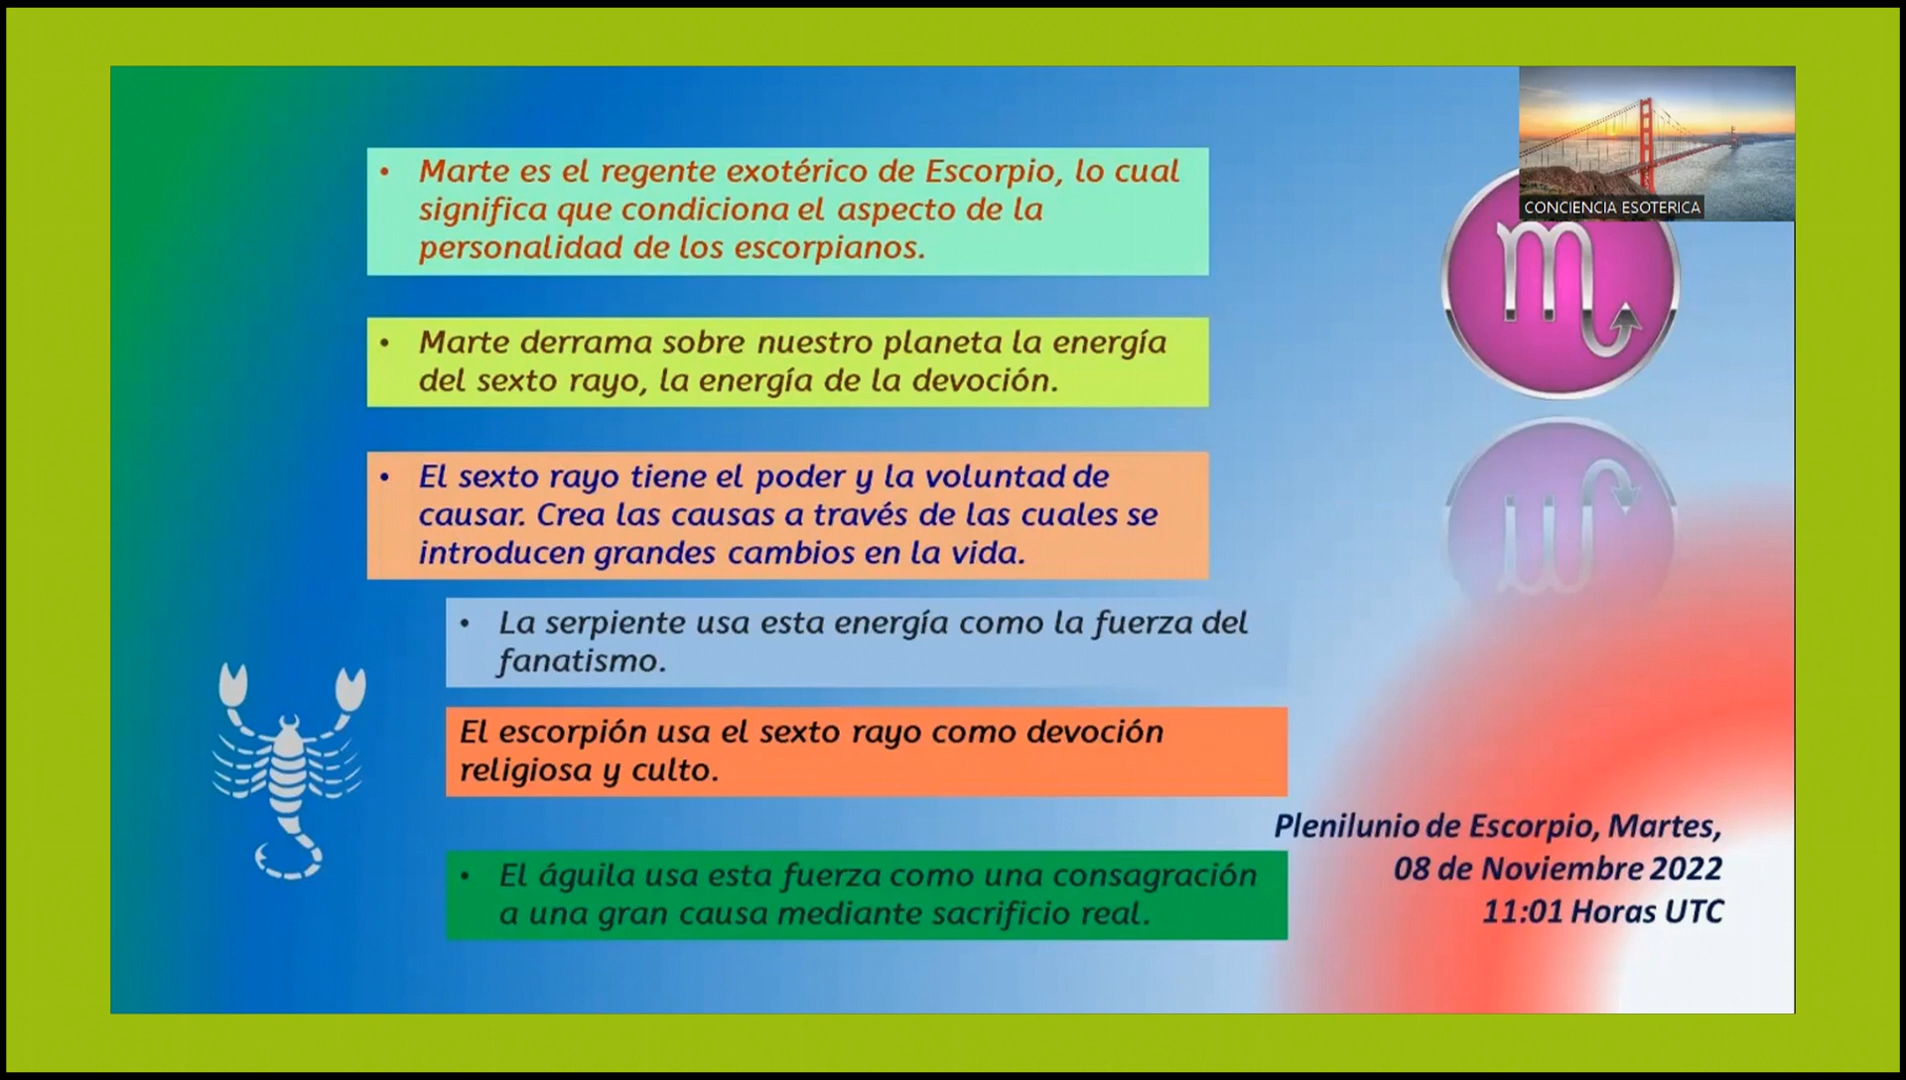 CONCIENCIA ESOTERICA
• Marte es el regente exotérico de Escorpio, lo cual
significa que condiciona el aspecto de la
personalidad de los escorpianos.
• Marte derrama sobre nuestro planeta la energía
del sexto rayo, la energía de la devoción.
• El sexto rayo tiene el poder y la voluntad de
causar. Crea las causas a través de las cuales se
introducen grandes cambios en la vida.
• La serpiente usa esta energía como la fuerza del
fanatismo.
El escorpión usa el sexto rayo como devoción
religiosa y culto.
• El águila usa esta fuerza como una consagración
a una gran causa mediante sacrificio real.
Plenilunio de Escorpio, Martes,
08 de Noviembre 2022
11:01 Horas UTC